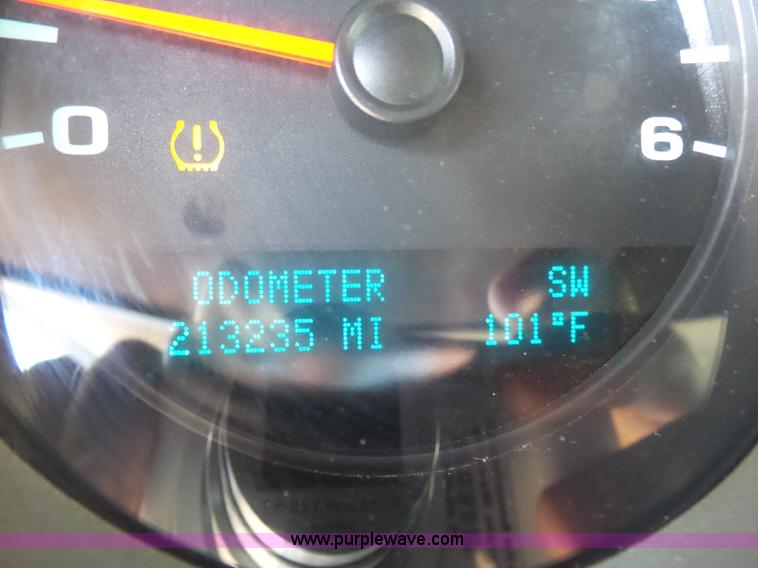 0
6
ODOMETER SW
213235 MI 101°F
www.purplewave.com